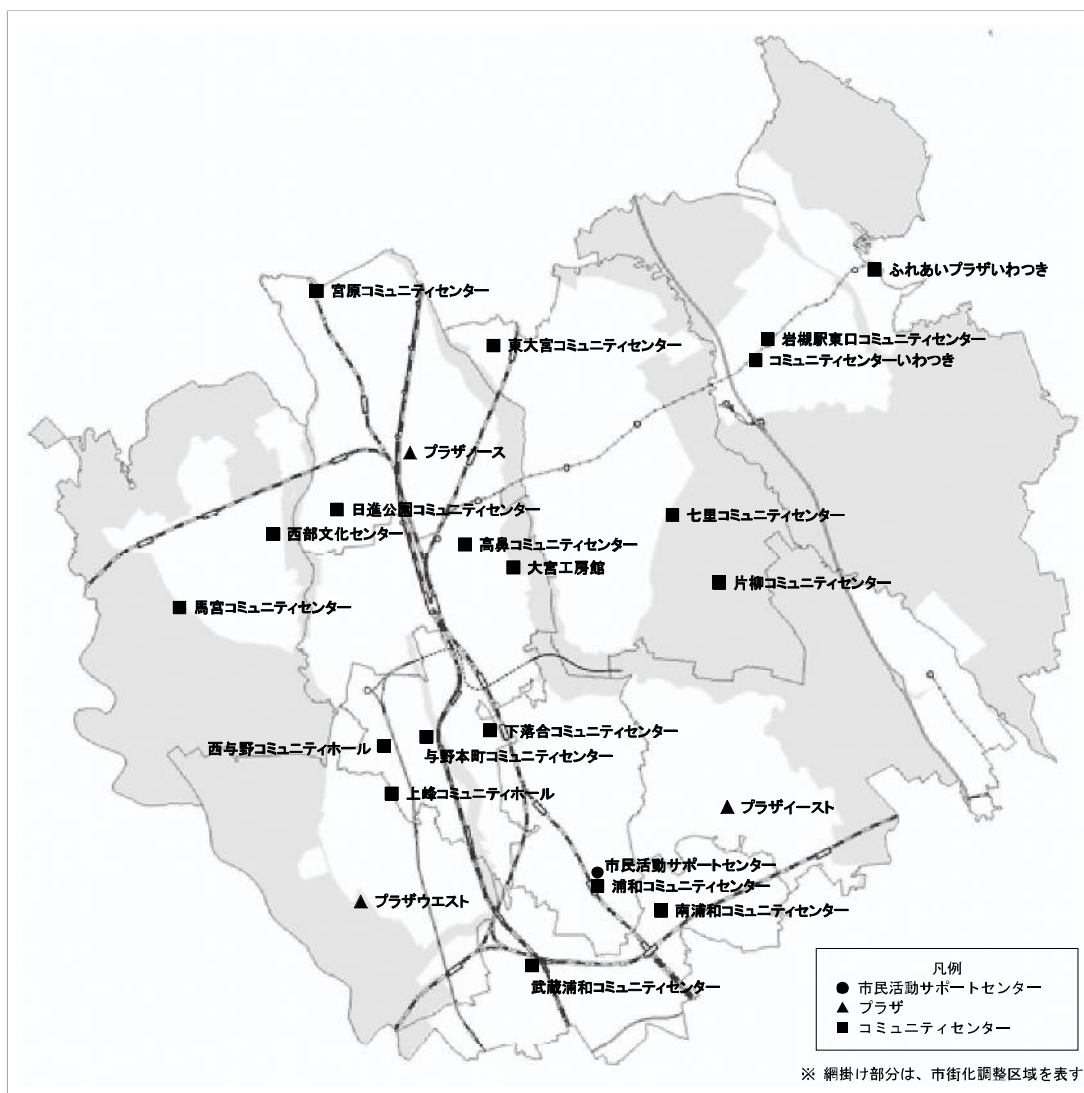 ふれあいプラザいわつき
宮原コミュニティセンター
岩槻駅東口コミュニティセンター
東大宮コミュニティセンター
コミュニティセンターいわつき
プラザノース
日進公園コミュニティセンター
七里コミュニティセンター
西部文化センター
高鼻コミュニティセンター
大宮工房館
片柳コミュニティセンター
馬宮コミュニティセンター
下落合コミュニティセンター
西与野コミュニティホール
与野本町コミュニティセンター
上峰コミュニティホール
プラザイースト
市民活動サポートセンター
浦和コミュニティセンター
プラザウエスト
南浦和コミュニティセンター
武蔵浦和コミュニティセンター
凡例
● 市民活動サポートセンター
▲ プラザ
■ コミュニティセンター
※ 網掛け部分は、市街化調整区域を表す